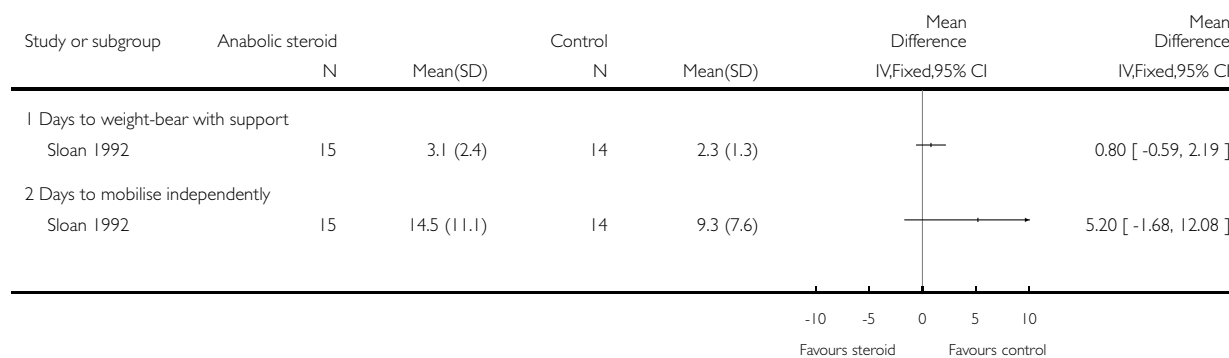 Study or subgroup Anabolic steroid Control Mean Difference Mean Difference
N Mean(SD) N Mean(SD) IV,Fixed,95% CI IV,Fixed,95% CI
1 Days to weight-bear with support
Sloan 1992 15 3.1 (2.4) 14 2.3 (1.3) 0.80 [ -0.59, 2.19 ]
2 Days to mobilise independently
Sloan 1992 15 14.5 (11.1) 14 9.3 (7.6) 5.20 [ -1.68, 12.08 ]
-10 -5 0 5 10
Favours steroid Favours control